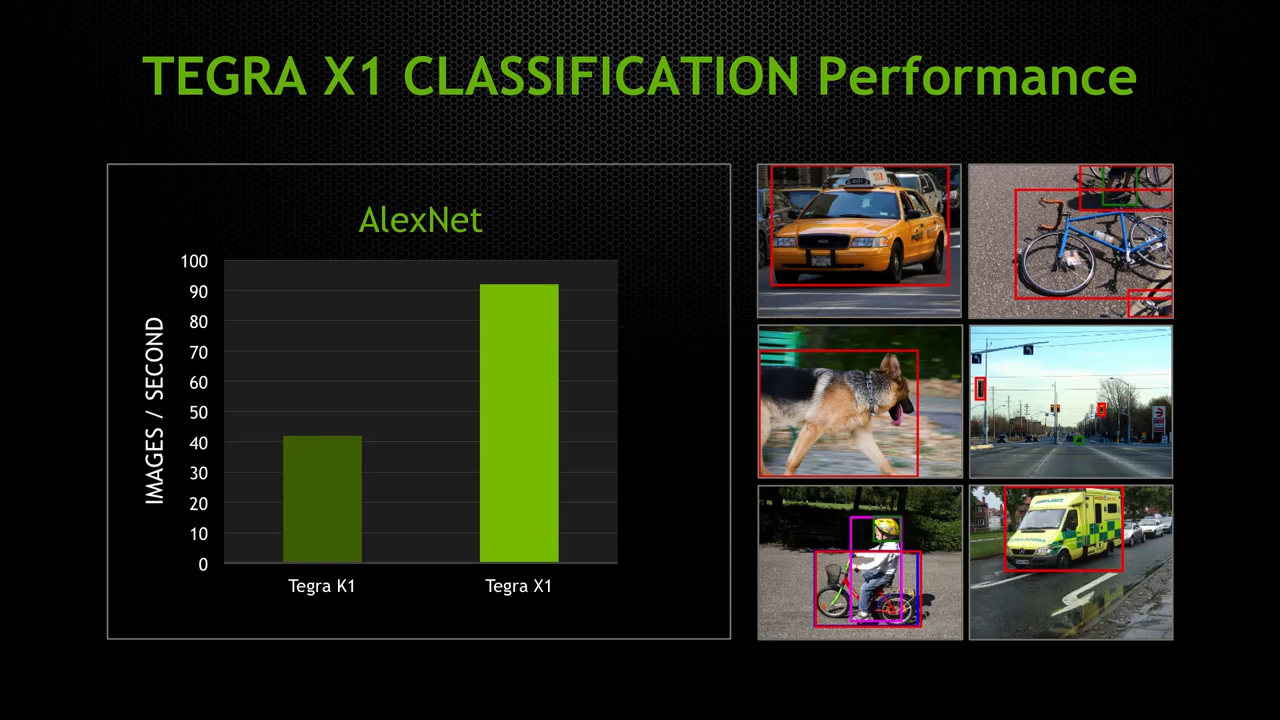 TEGRA X1 CLASSIFICATION Performance
AlexNet
IMAGES / SECOND
100
90
80
70
60
50
40
30
20
10
0
Tegra K1
Tegra X1
AMBULANCE